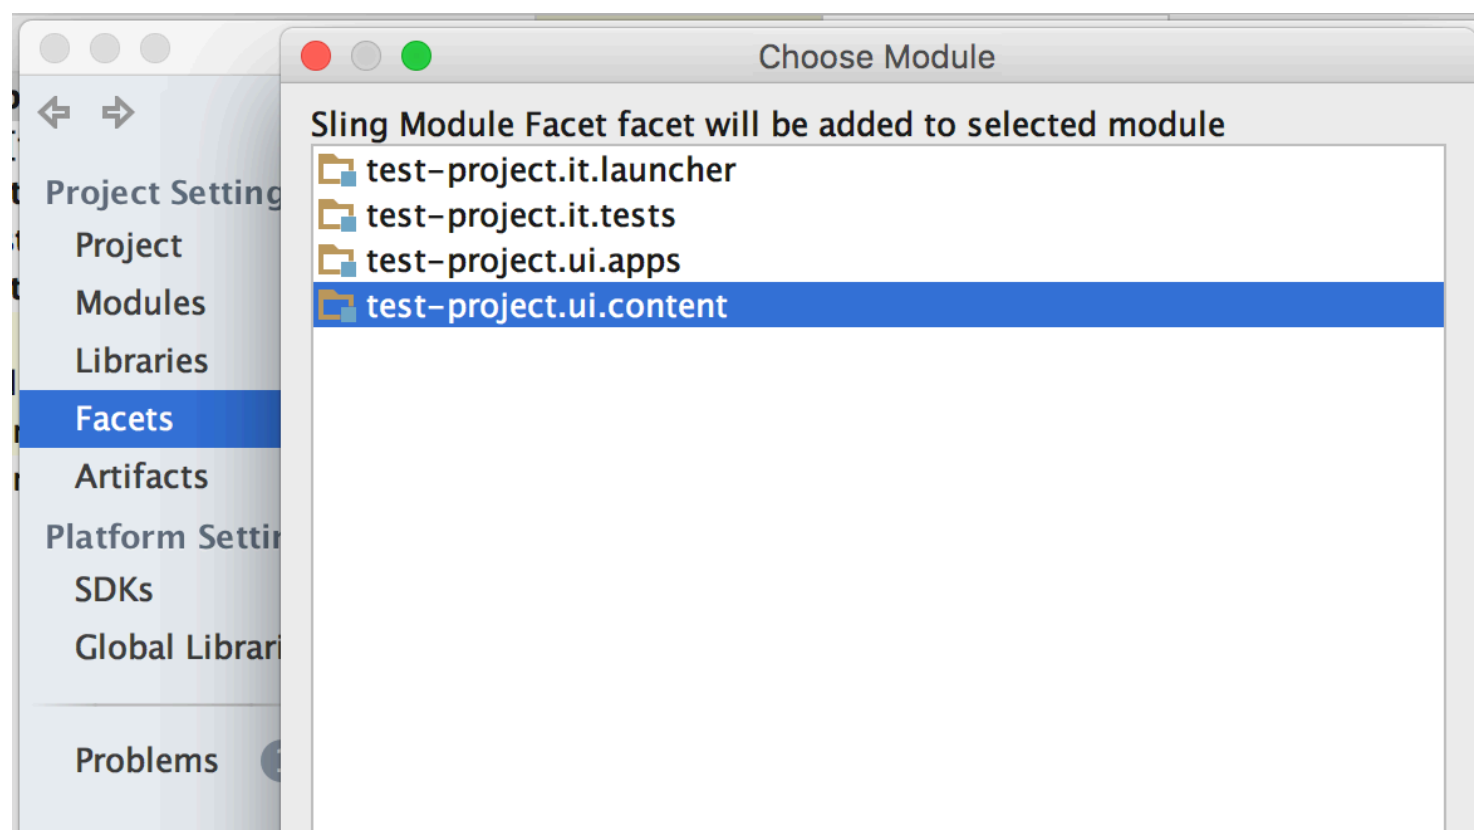 Choose Module
Sling Module Facet facet will be added to selected module
test-project.it.launcher
test-project.it.tests
test-project.ui.apps
test-project.ui.content
Project Setting
Project
Modules
Libraries
Facets
Artifacts
Platform Settin
SDKs
Global Librari
Problems